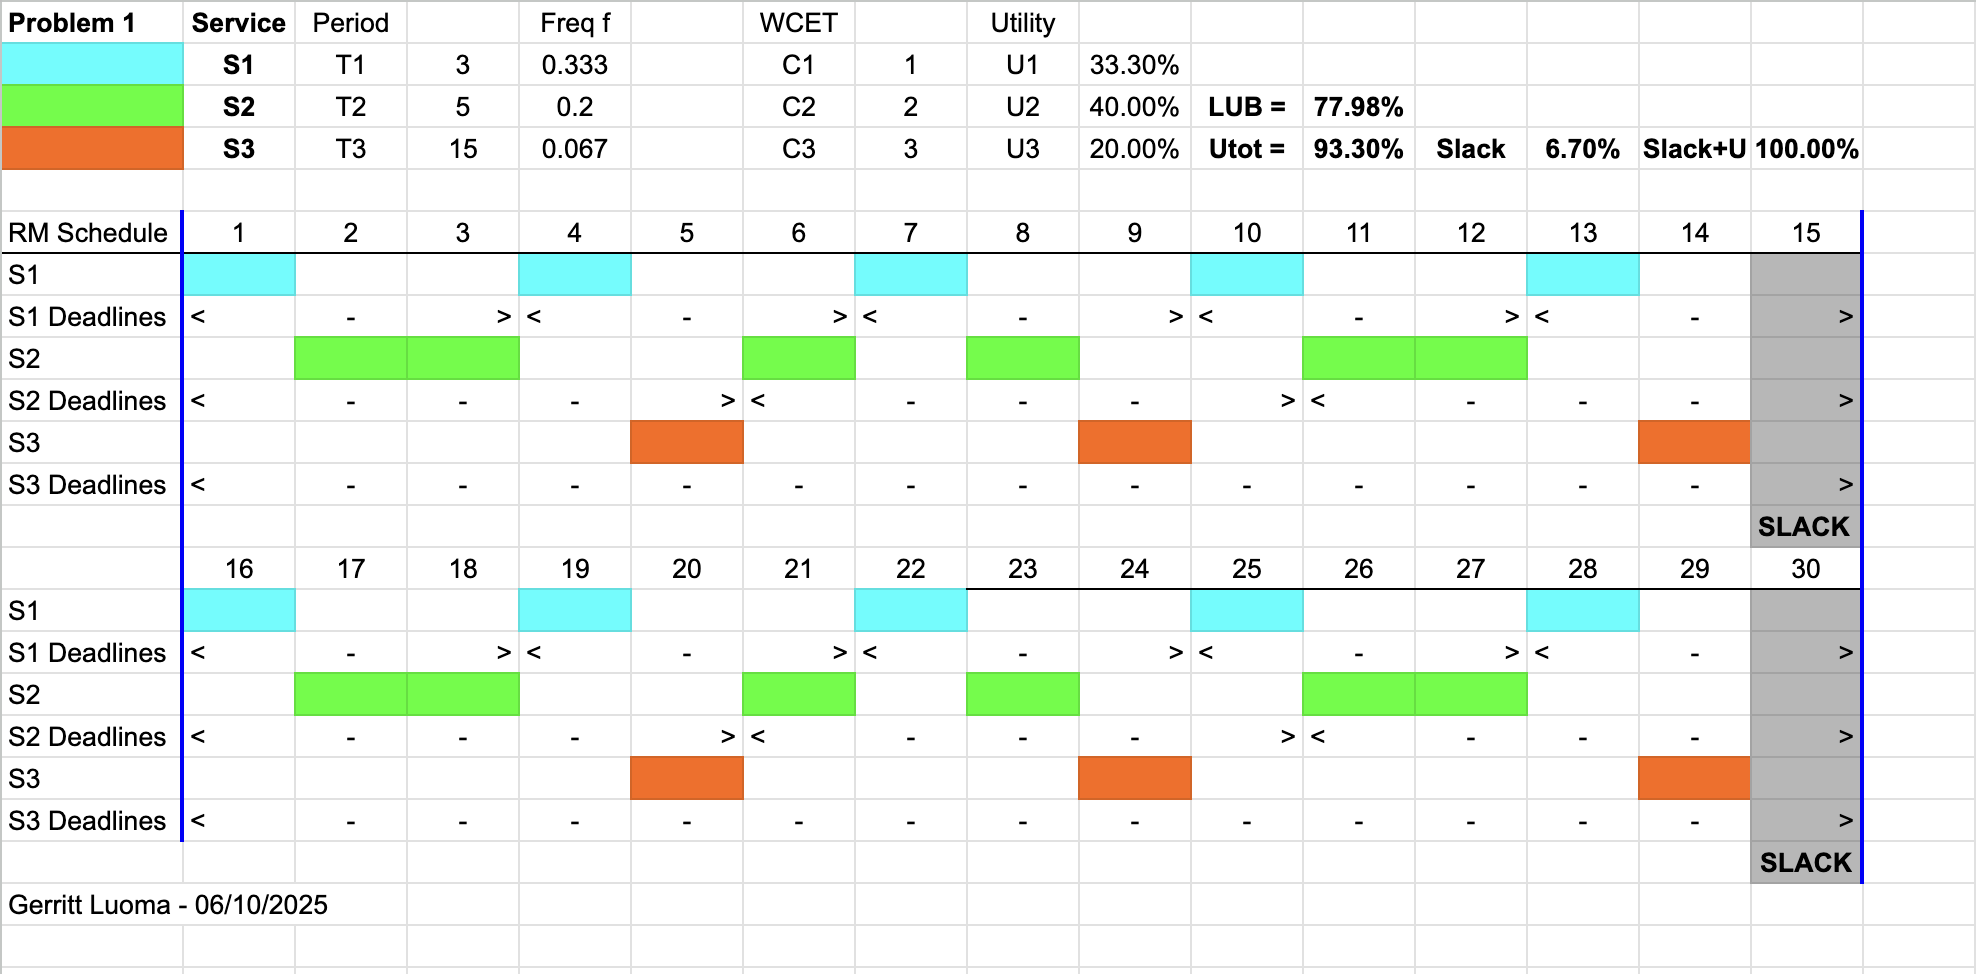 Problem 1 Service Period Freq f WCET Utility
S1 T1 3 0.333 C1 1 U1 33.30%
S2 T2 5 0.2 C2 2 U2 40.00% LUB = 77.98%
S3 T3 15 0.067 C3 3 U3 20.00% Utot = 93.30% Slack 6.70% Slack+U 100.00%
RM Schedule 1 2 3 4 5 6 7 8 9 10 11 12 13 14 15
S1
S1 Deadlines < - > < - > < - > < - > < - >
S2
S2 Deadlines < - - - > < - - - > < - - - >
S3
S3 Deadlines < - - - - - - - - - - - - - >
SLACK
16 17 18 19 20 21 22 23 24 25 26 27 28 29 30
S1
S1 Deadlines < - > < - > < - > < - > < - >
S2
S2 Deadlines < - - - > < - - - > < - - - >
S3
S3 Deadlines < - - - - - - - - - - - - - >
SLACK
Gerritt Luoma - 06/10/2025